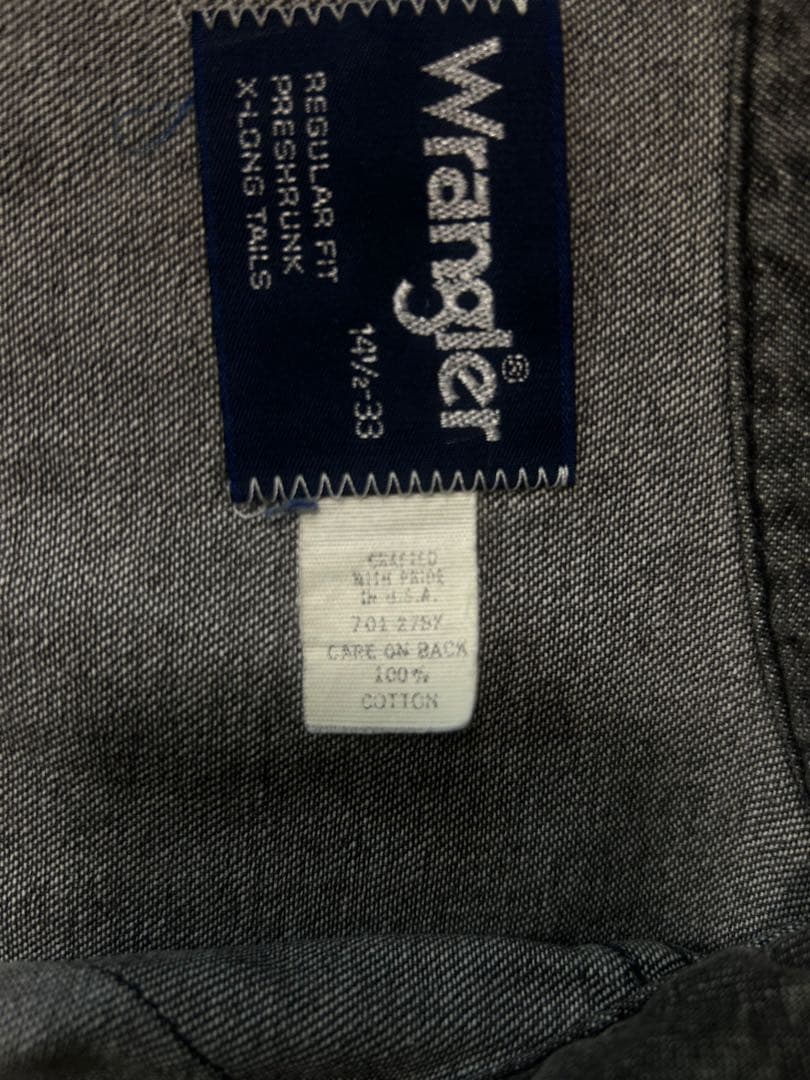 Wrangler®
14½-33
REGULAR FIT
PRESHRUNK
X-LONG TAILS
CRAFTED
WITH PRIDE
IN U.S.A.
701 278Y
CARE ON BACK
100%
COTTON